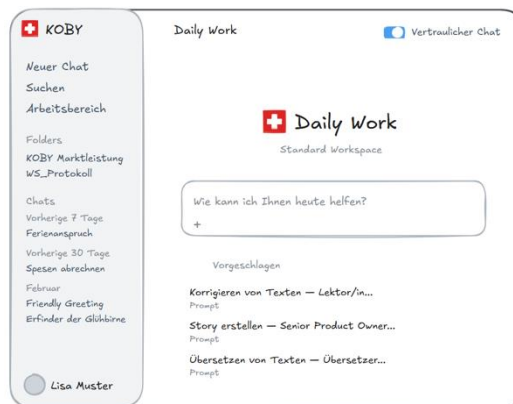 KOBY
Neuer Chat
Suchen
Arbeitsbereich
Folders
KOBY Marktleistung
WS_Protokoll
Chats
Vorherige 7 Tage
Ferienanspruch
Vorherige 30 Tage
Spesen abrechnen
Februar
Friendly Greeting
Erfinder der Glühbirne
Lisa Muster
Daily Work
Vertraulicher Chat
Daily Work
Standard Workspace
Wie kann ich Ihnen heute helfen?
+
Vorgeschlagen
Korrigieren von Texten — Lektor/in...
Prompt
Story erstellen — Senior Product Owner...
Prompt
Übersetzen von Texten — Übersetzer...
Prompt